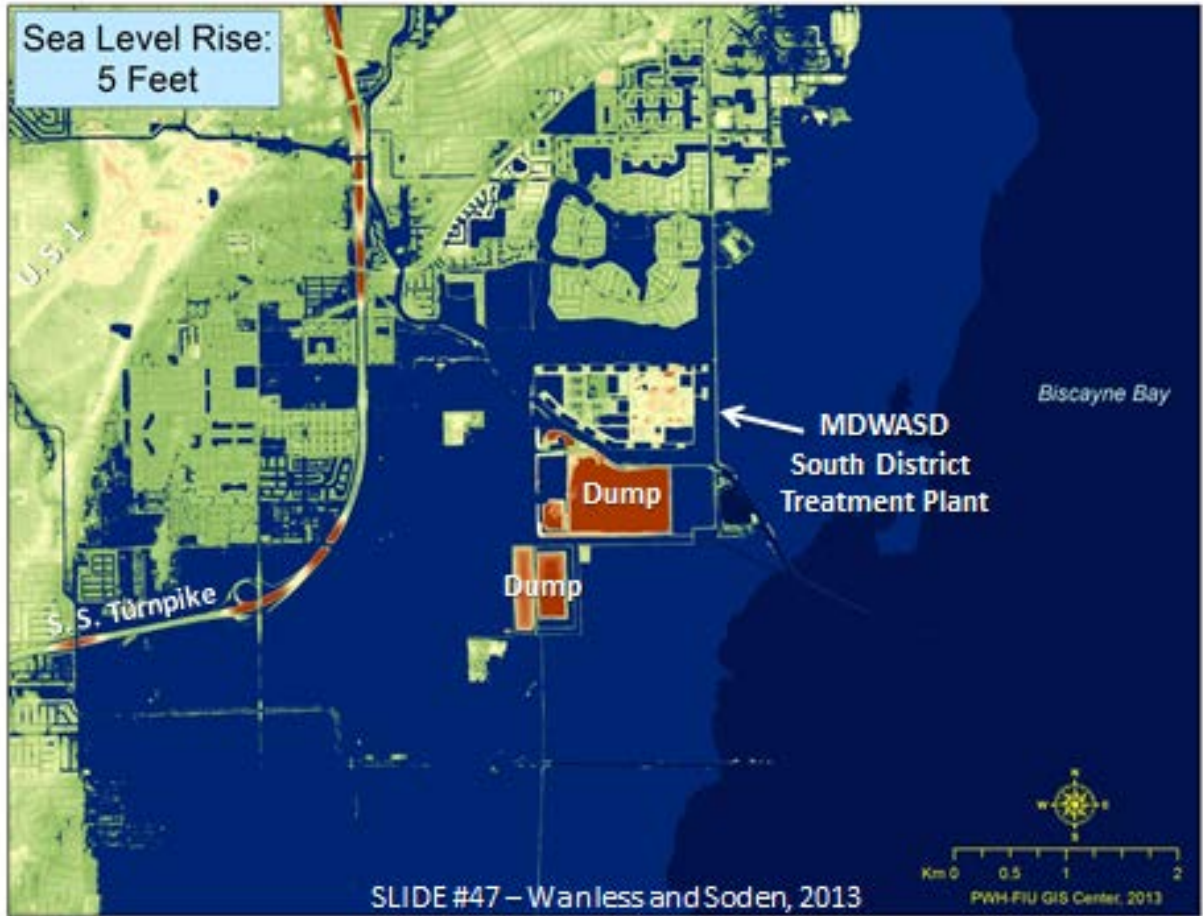 Sea Level Rise:
5 Feet
U. S. 1
Biscayne Bay
MDWASD
South District
Treatment Plant
Dump
Dump
S. S. Turnpike
N
W E
S
Km 0 0.5 1 2
SLIDE #47 – Wanless and Soden, 2013
PWH-FIU GIS Center, 2013